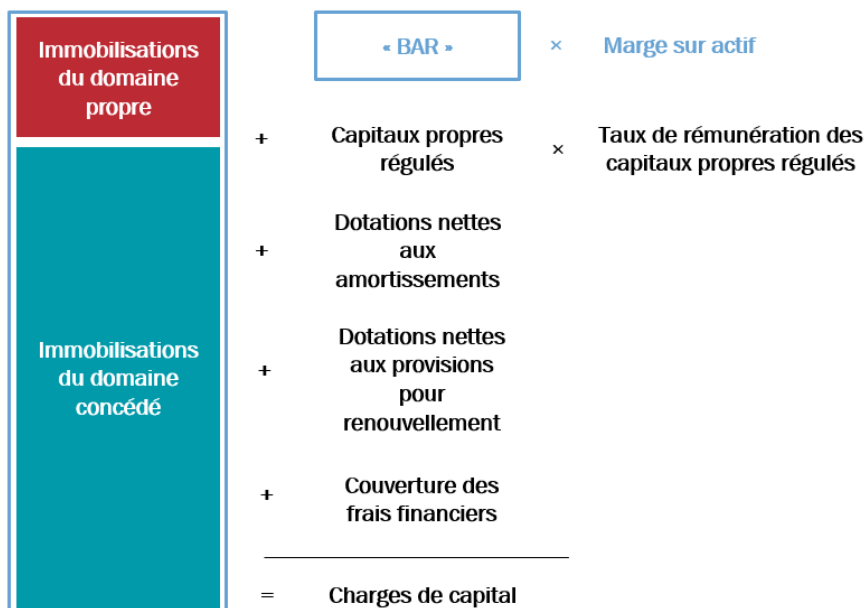 Immobilisations
du domaine
propre
« BAR » × Marge sur actif
+ Capitaux propres × Taux de rémunération des
régulés capitaux propres régulés
Dotations nettes
+ aux
amortissements
Immobilisations
du domaine
concédé
Dotations nettes
+ aux provisions
pour
renouvellement
+ Couverture des
frais financiers
= Charges de capital